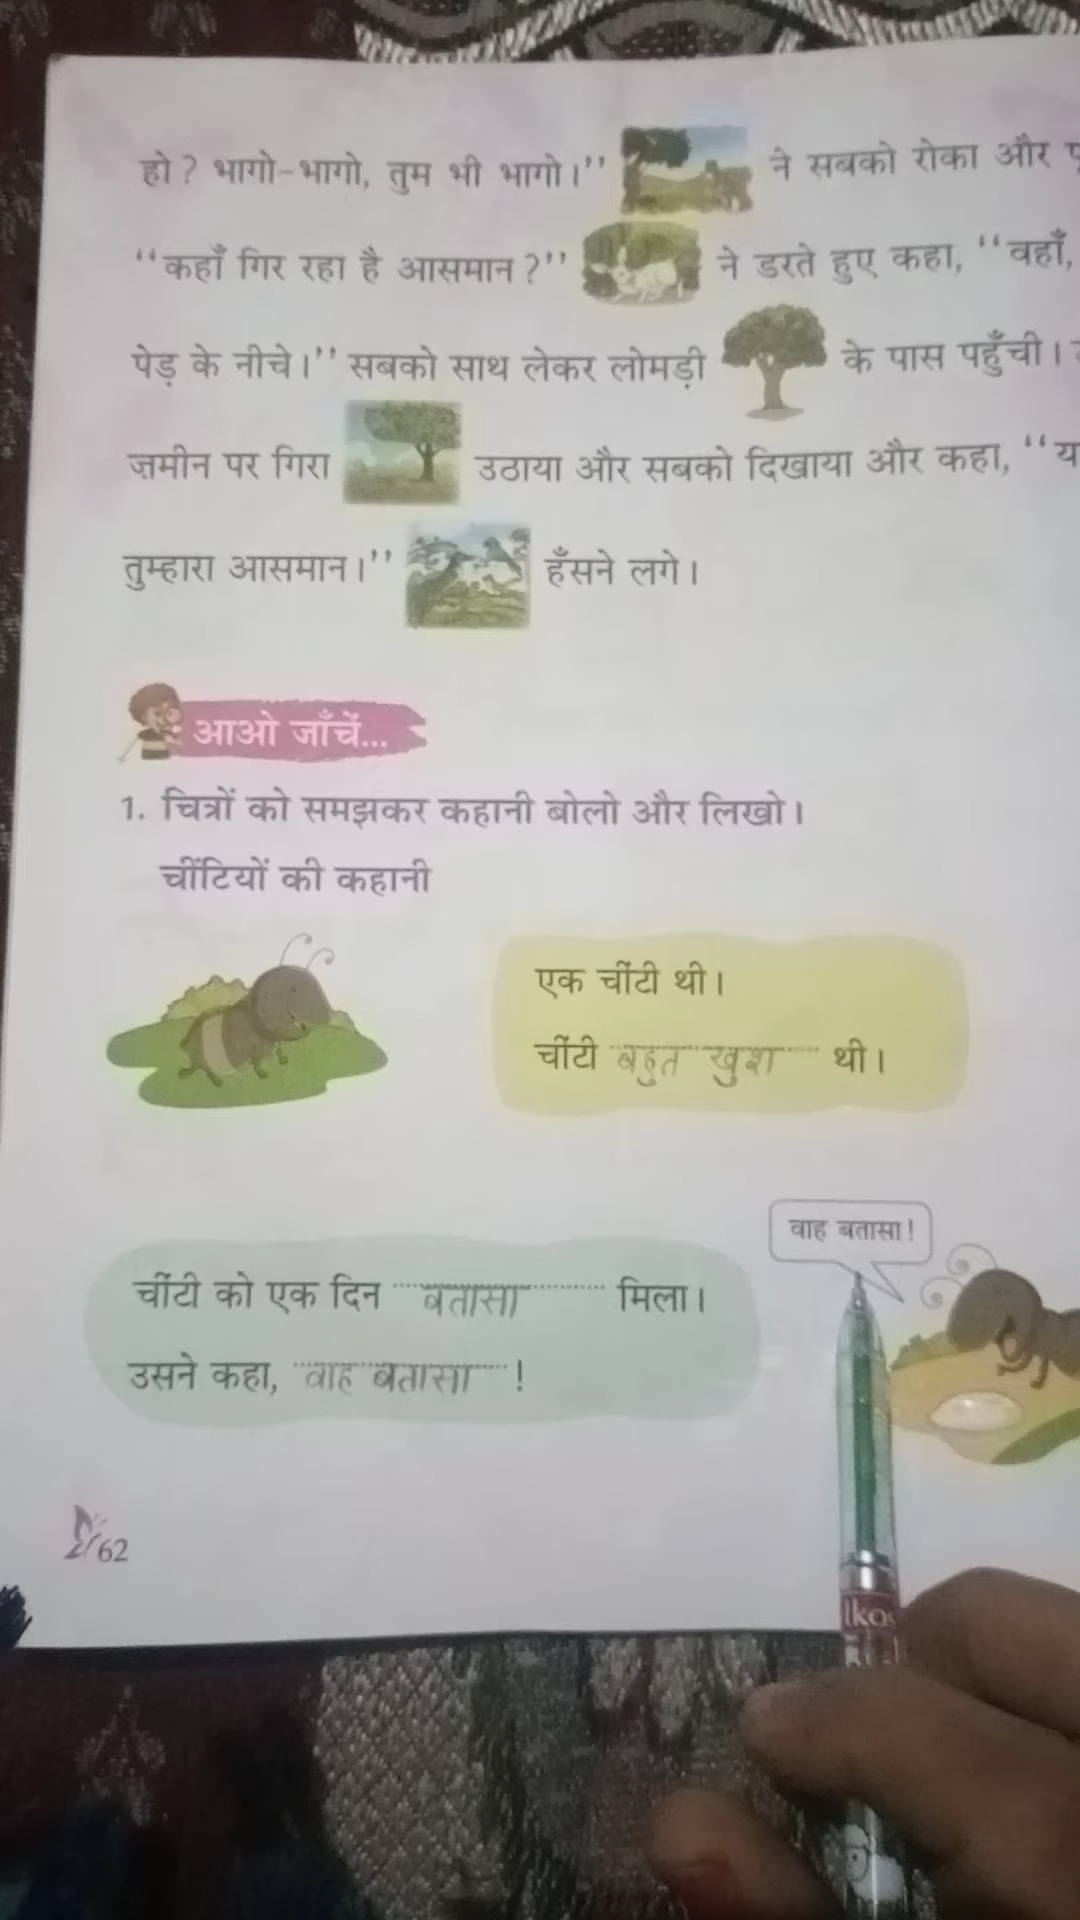 हो? भागो-भागो, तुम भी भागो।’’ ने सबको रोका और
‘‘कहाँ गिर रहा है आसमान?’’ ने डरते हुए कहा, ‘‘वहाँ,
पेड़ के नीचे।’’ सबको साथ लेकर लोमड़ी के पास पहुँची।
ज़मीन पर गिरा उठाया और सबको दिखाया और कहा, ‘‘
तुम्हारा आसमान।’’ हँसने लगे।
आओ जाँचें...
1. चित्रों को समझकर कहानी बोलो और लिखो।
चींटियों की कहानी
एक चींटी थी।
चींटी बहुत खुश थी।
वाह बतासा!
चींटी को एक दिन बतासा मिला।
उसने कहा, वाह बतासा!
62